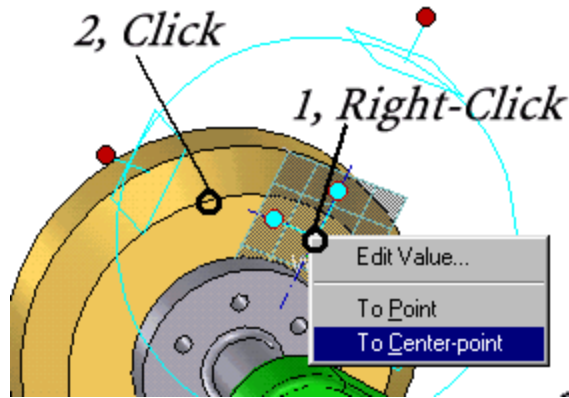 2, Click
1, Right-Click
Edit Value...
To Point
To Center-point